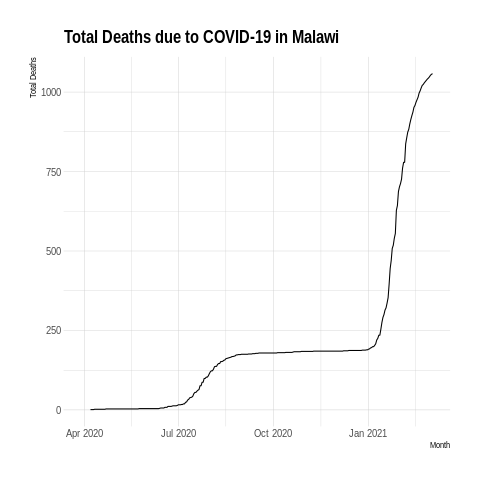 Total Deaths due to COVID-19 in Malawi
Total Deaths
1000
750
500
250
0
Apr 2020 Jul 2020 Oct 2020 Jan 2021
Month